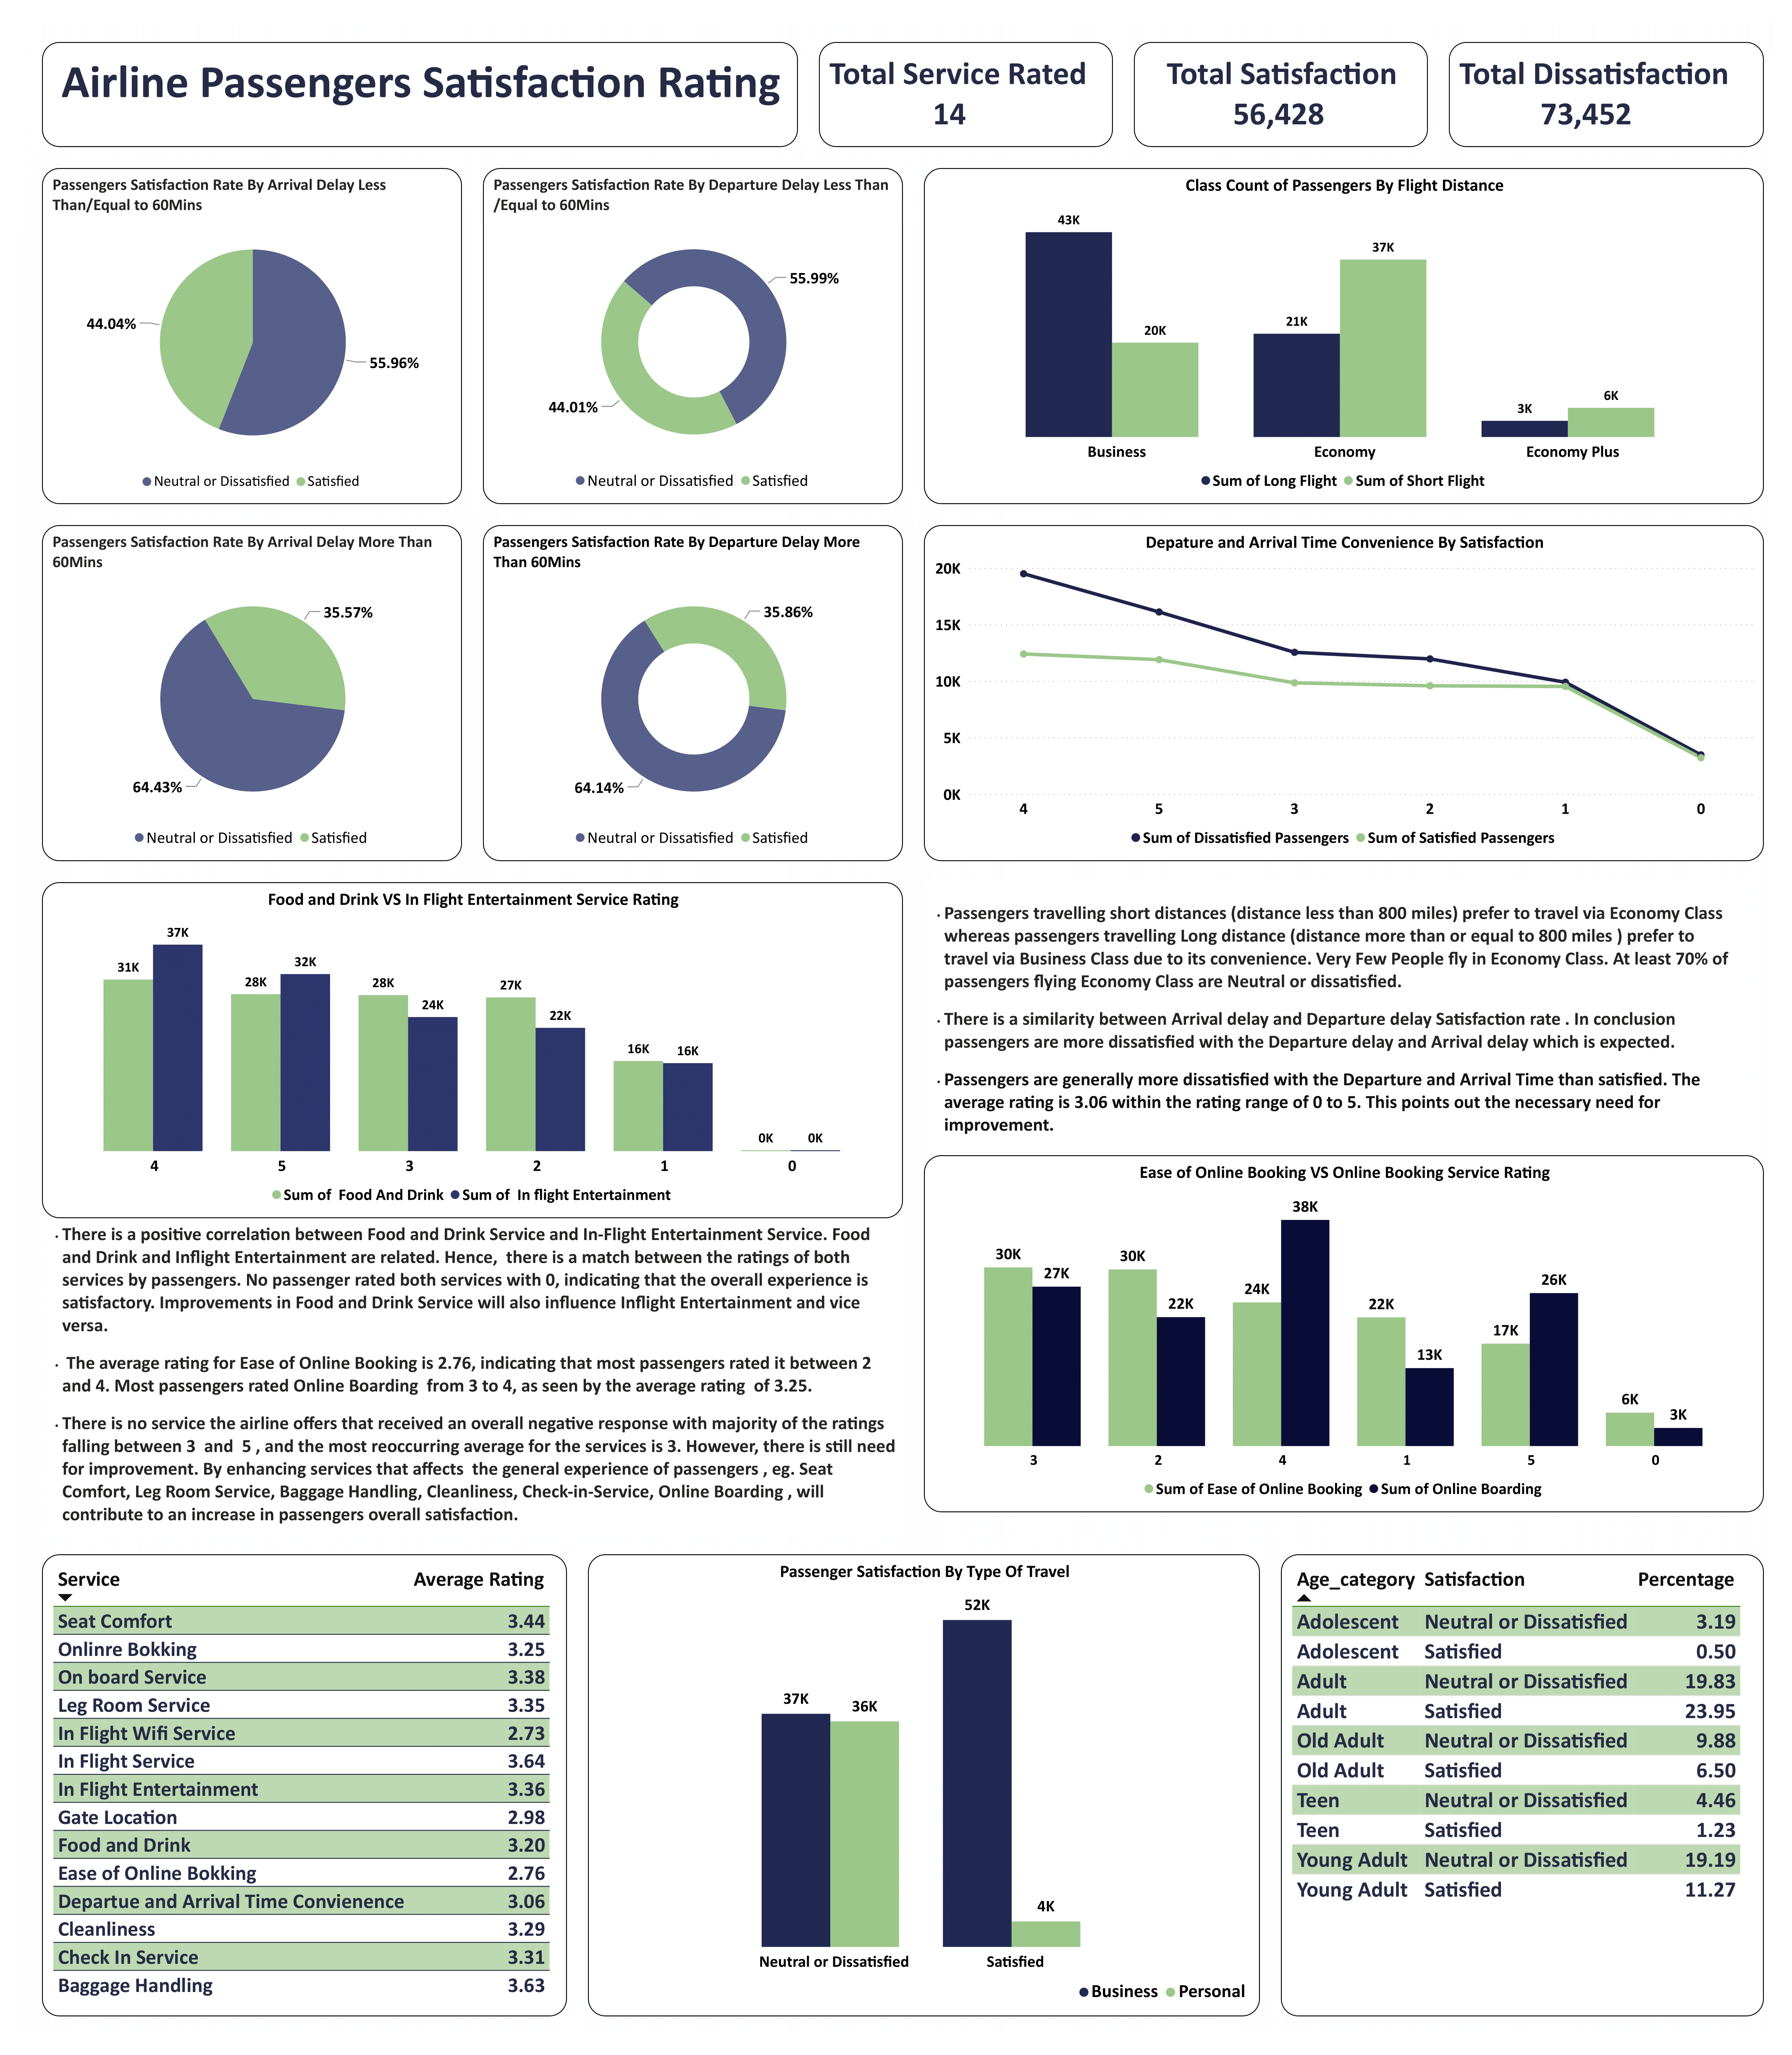 Airline Passengers Satisfaction Rating
Total Service Rated
14
Total Satisfaction
56,428
Total Dissatisfaction
73,452
Passengers Satisfaction Rate By Arrival Delay Less
Than/Equal to 60Mins
44.04%
55.96%
Neutral or Dissatisfied Satisfied
Passengers Satisfaction Rate By Departure Delay Less Than
/Equal to 60Mins
55.99%
44.01%
Neutral or Dissatisfied Satisfied
Class Count of Passengers By Flight Distance
43K
20K
21K
37K
3K
6K
Business Economy Economy Plus
Sum of Long Flight Sum of Short Flight
Passengers Satisfaction Rate By Arrival Delay More Than
60Mins
35.57%
64.43%
Neutral or Dissatisfied Satisfied
Passengers Satisfaction Rate By Departure Delay More
Than 60Mins
35.86%
64.14%
Neutral or Dissatisfied Satisfied
Depature and Arrival Time Convenience By Satisfaction
20K
15K
10K
5K
0K
4 5 3 2 1 0
Sum of Dissatisfied Passengers Sum of Satisfied Passengers
Food and Drink VS In Flight Entertainment Service Rating
31K 37K
28K 32K
28K 24K
27K 22K
16K 16K
0K 0K
4 5 3 2 1 0
Sum of Food And Drink Sum of In flight Entertainment
· Passengers travelling short distances (distance less than 800 miles) prefer to travel via Economy Class
whereas passengers travelling Long distance (distance more than or equal to 800 miles ) prefer to
travel via Business Class due to its convenience. Very Few People fly in Economy Class. At least 70% of
passengers flying Economy Class are Neutral or dissatisfied.
· There is a similarity between Arrival delay and Departure delay Satisfaction rate . In conclusion
passengers are more dissatisfied with the Departure delay and Arrival delay which is expected.
· Passengers are generally more dissatisfied with the Departure and Arrival Time than satisfied. The
average rating is 3.06 within the rating range of 0 to 5. This points out the necessary need for
improvement.
· There is a positive correlation between Food and Drink Service and In-Flight Entertainment Service. Food
and Drink and Inflight Entertainment are related. Hence, there is a match between the ratings of both
services by passengers. No passenger rated both services with 0, indicating that the overall experience is
satisfactory. Improvements in Food and Drink Service will also influence Inflight Entertainment and vice
versa.
· The average rating for Ease of Online Booking is 2.76, indicating that most passengers rated it between 2
and 4. Most passengers rated Online Boarding from 3 to 4, as seen by the average rating of 3.25.
· There is no service the airline offers that received an overall negative response with majority of the ratings
falling between 3 and 5 , and the most reoccurring average for the services is 3. However, there is still need
for improvement. By enhancing services that affects the general experience of passengers , eg. Seat
Comfort, Leg Room Service, Baggage Handling, Cleanliness, Check-in-Service, Online Boarding , will
contribute to an increase in passengers overall satisfaction.
Ease of Online Booking VS Online Booking Service Rating
30K 27K
30K 22K
24K 38K
22K 13K
17K 26K
6K 3K
3 2 4 1 5 0
Sum of Ease of Online Booking Sum of Online Boarding
Service Average Rating
Seat Comfort 3.44
Onlinre Bokking 3.25
On board Service 3.38
Leg Room Service 3.35
In Flight Wifi Service 2.73
In Flight Service 3.64
In Flight Entertainment 3.36
Gate Location 2.98
Food and Drink 3.20
Ease of Online Bokking 2.76
Departue and Arrival Time Convienence 3.06
Cleanliness 3.29
Check In Service 3.31
Baggage Handling 3.63
Passenger Satisfaction By Type Of Travel
37K 36K
52K 4K
Neutral or Dissatisfied Satisfied
Business Personal
Age_category Satisfaction Percentage
Adolescent Neutral or Dissatisfied 3.19
Adolescent Satisfied 0.50
Adult Neutral or Dissatisfied 19.83
Adult Satisfied 23.95
Old Adult Neutral or Dissatisfied 9.88
Old Adult Satisfied 6.50
Teen Neutral or Dissatisfied 4.46
Teen Satisfied 1.23
Young Adult Neutral or Dissatisfied 19.19
Young Adult Satisfied 11.27